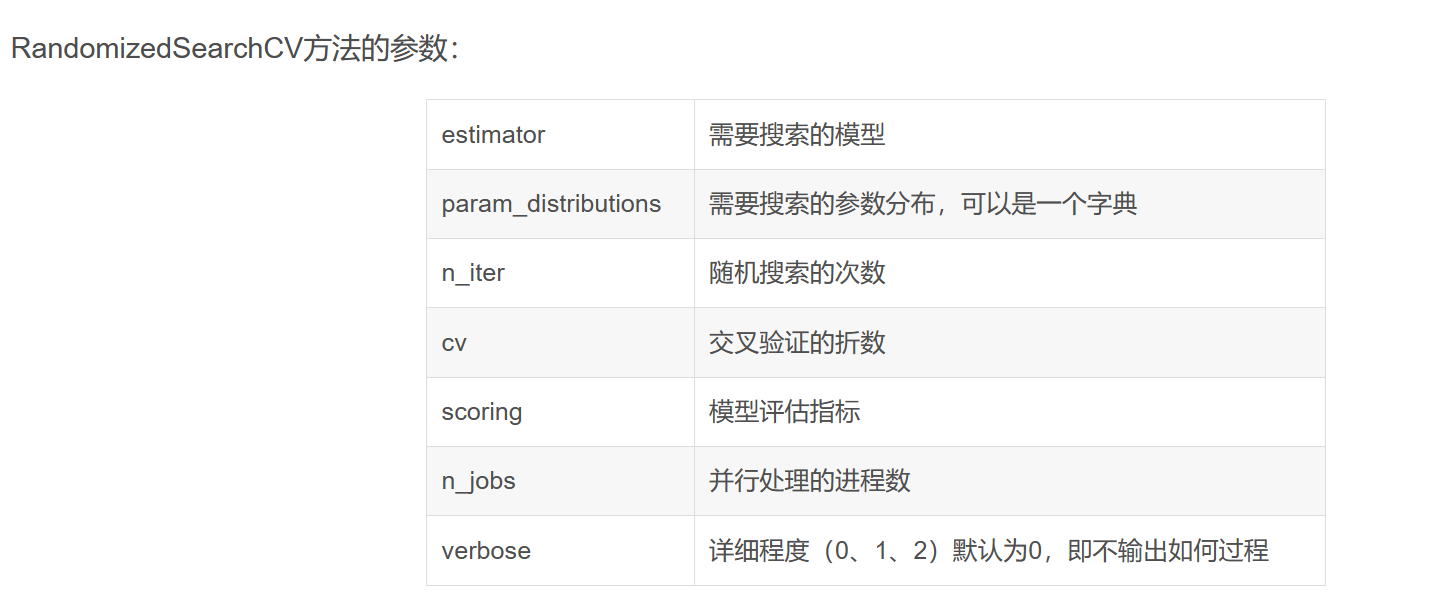 RandomizedSearchCV方法的参数：
estimator 需要搜索的模型
param_distributions 需要搜索的参数分布，可以是一个字典
n_iter 随机搜索的次数
cv 交叉验证的折数
scoring 模型评估指标
n_jobs 并行处理的进程数
verbose 详细程度（0、1、2）默认为0，即不输出如何过程